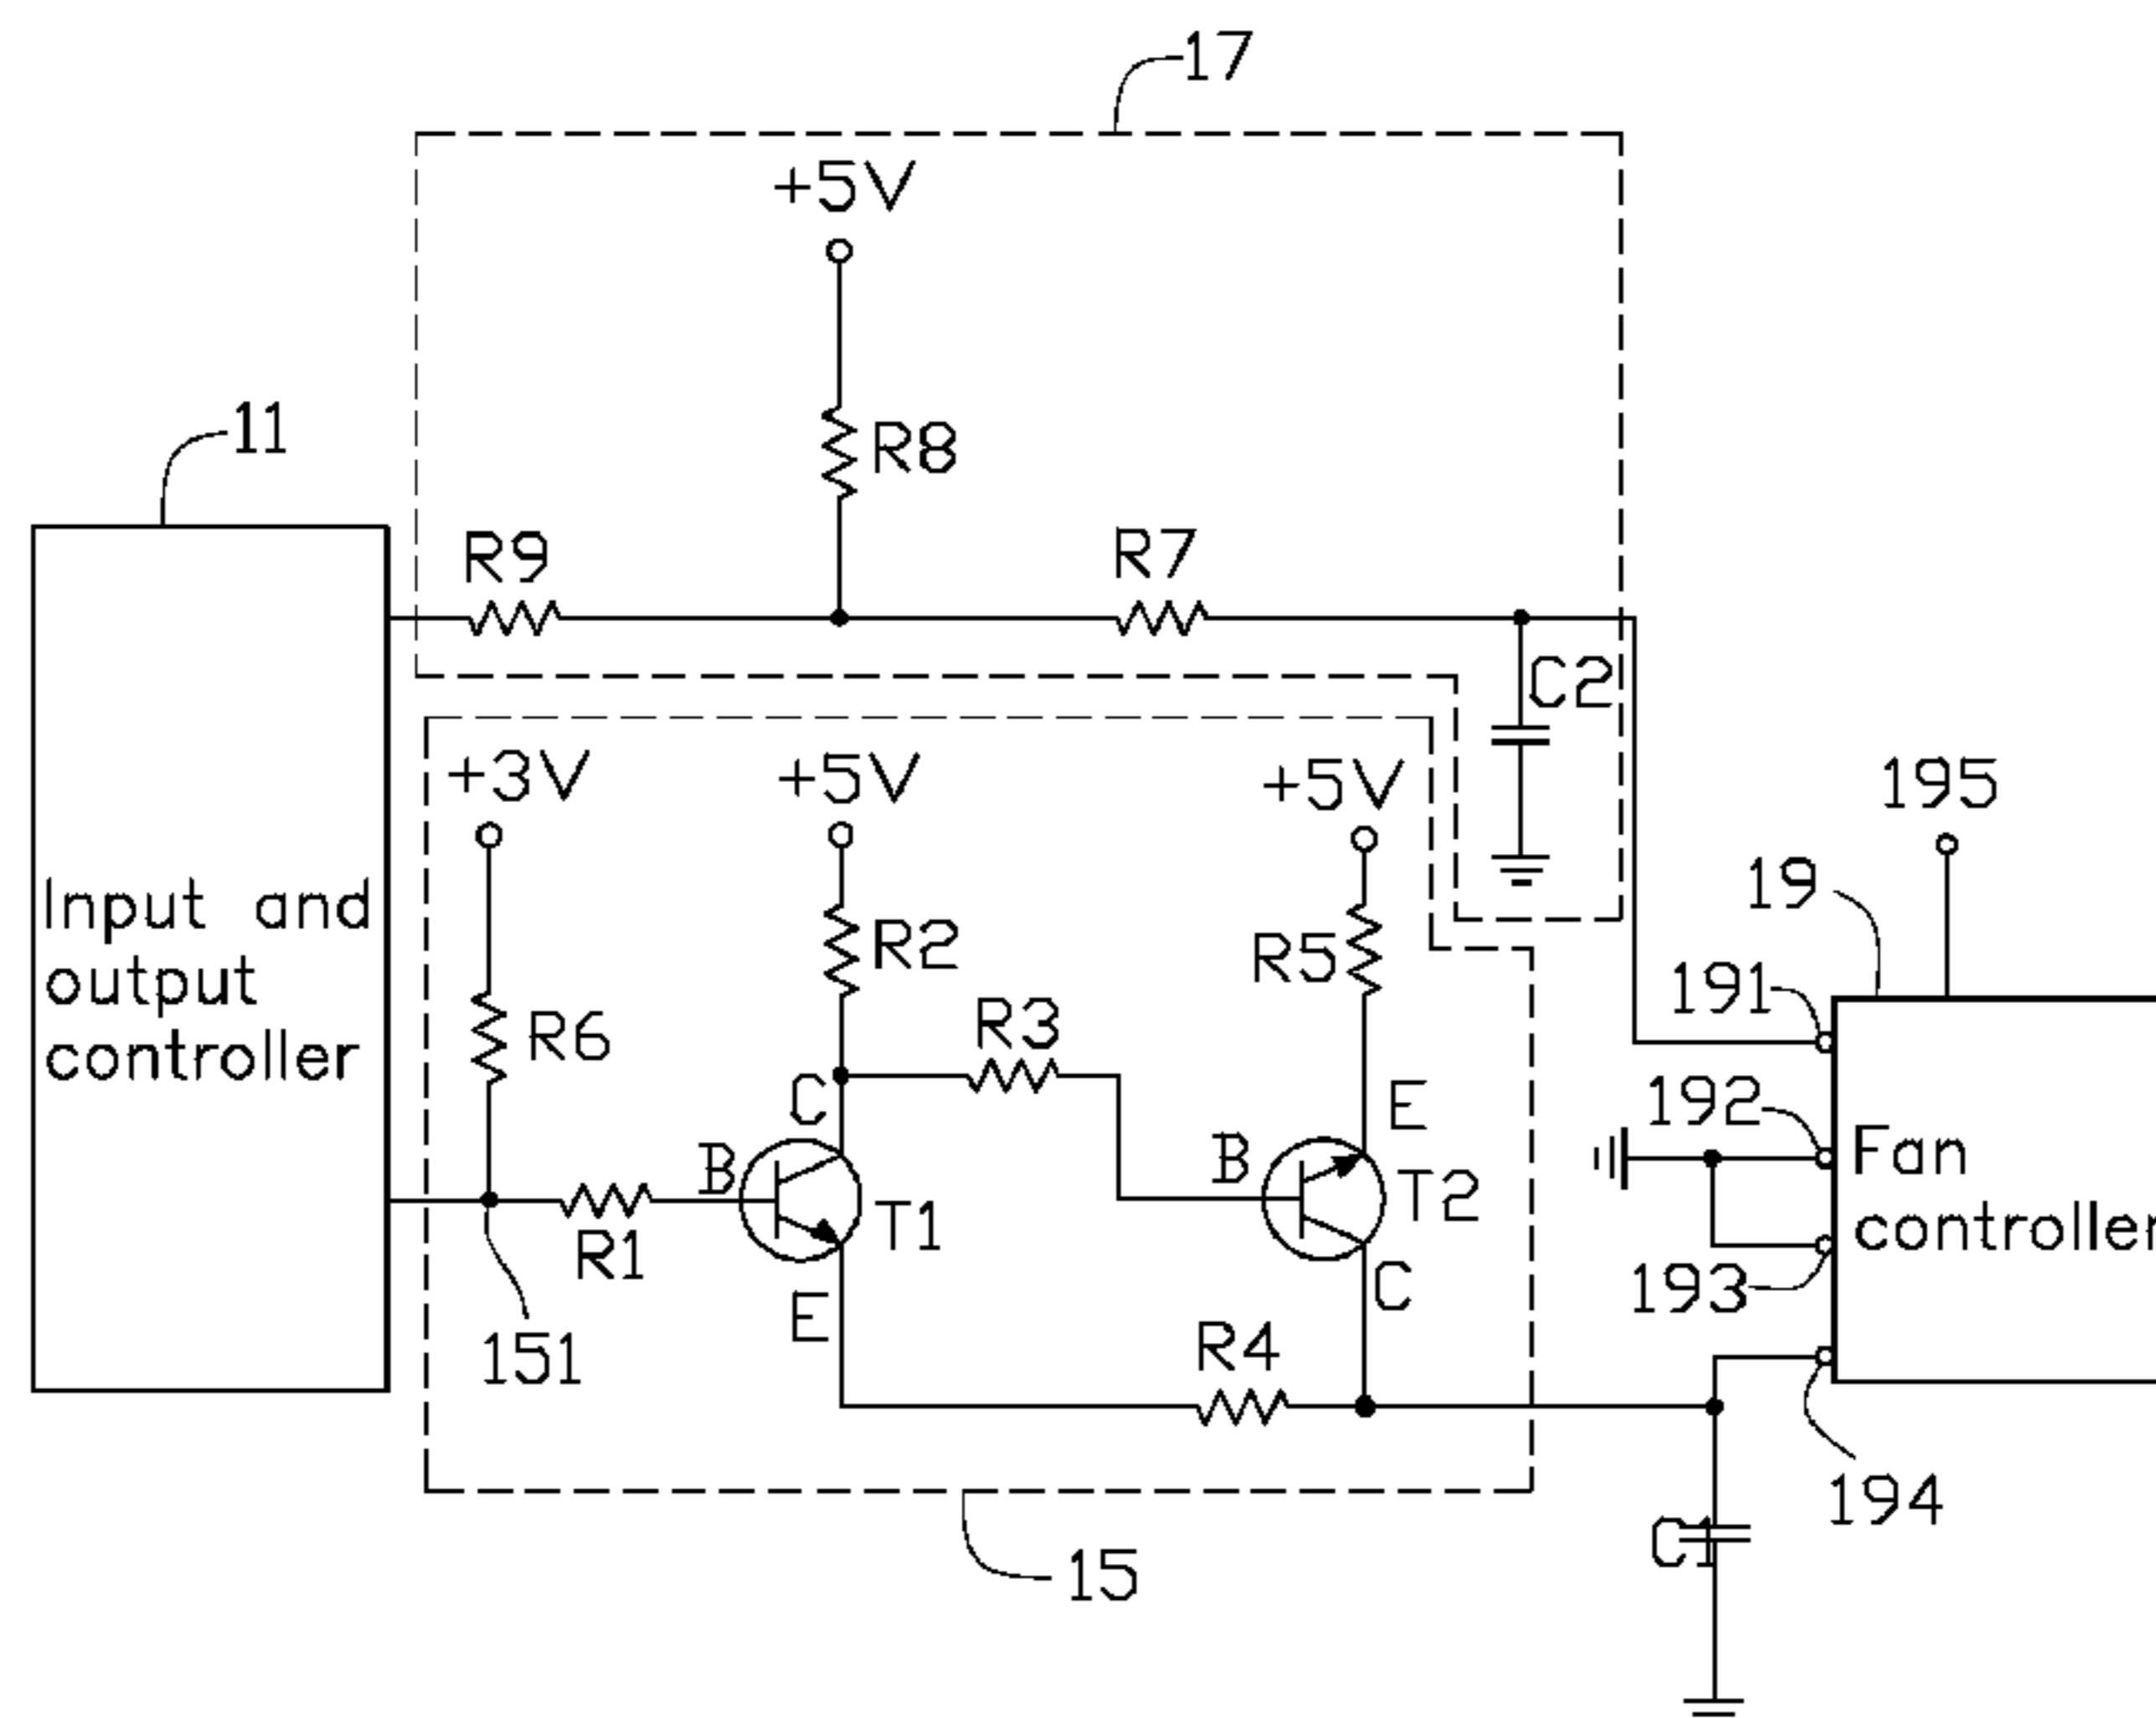 17
+5V
11
R8
R9
R7
C2
+3V
+5V
+5V
195
19
Input and
output
controller
R2
R5
191
R6
R3
C
E
192
B
B
Fan
controller
T1
T2
R1
193
E
C
151
R4
194
C1
15